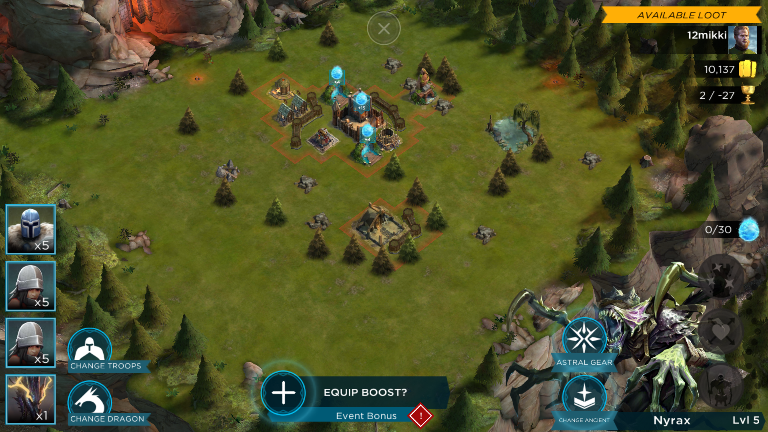 AVAILABLE LOOT
12mikki
10,137
2 / -27
0/30
x5
x5
x5
x1
CHANGE TROOPS
CHANGE DRAGON
EQUIP BOOST?
Event Bonus
ASTRAL GEAR
CHANGE ANCIENT
Nyrax Lvl 5